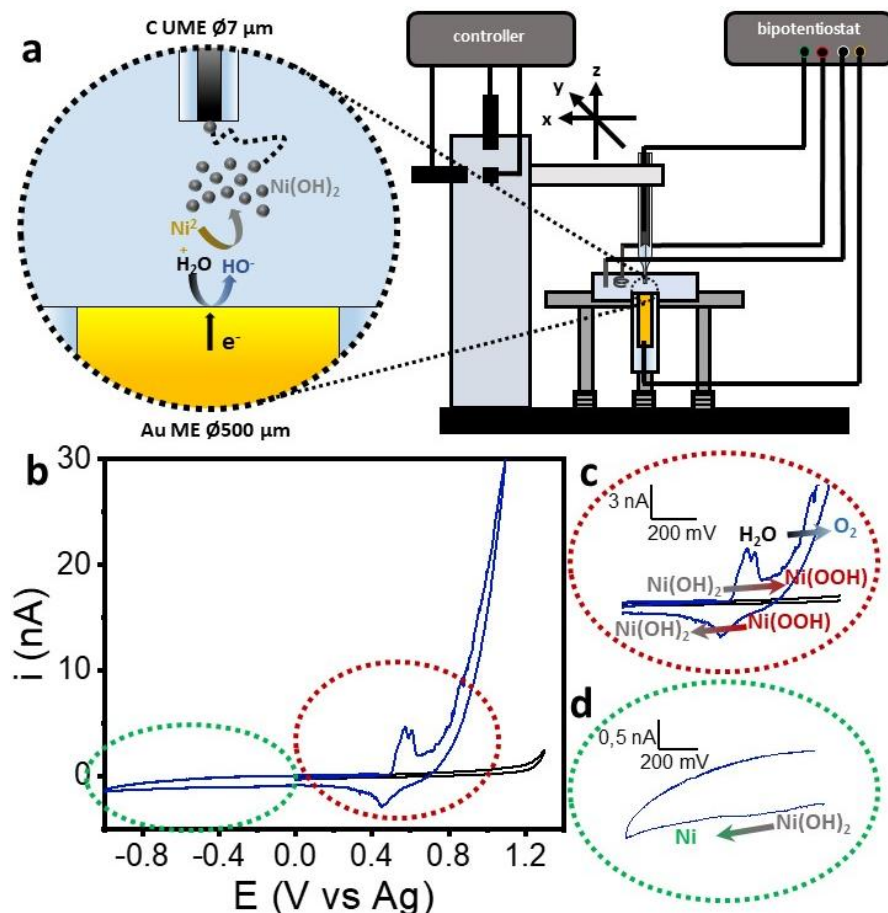 a
C UME Ø7 µm
Ni(OH)₂
Ni²
+
H₂O HO⁻
e⁻
Au ME Ø500 µm
controller
bipotentiostat
z
y
x
b
30
20
10
0
i (nA)
-0.8 -0.4 0.0 0.4 0.8 1.2
E (V vs Ag)
c
3 nA
200 mV
H₂O O₂
Ni(OH)₂ Ni(OOH)
Ni(OH)₂ Ni(OOH)
d
0,5 nA
200 mV
Ni Ni(OH)₂